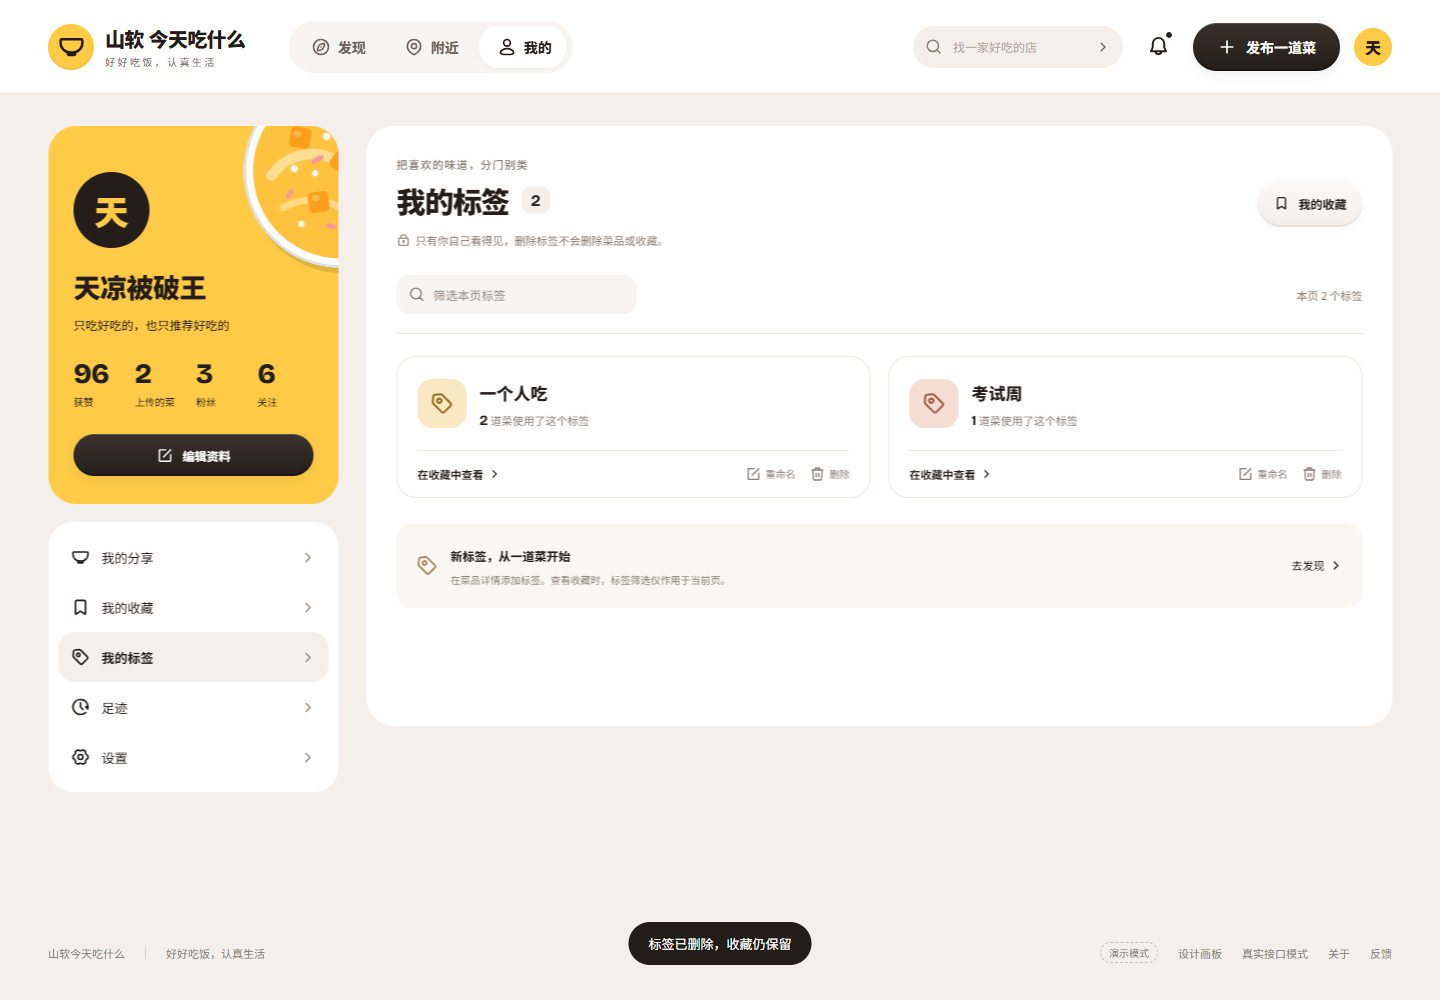 山软 今天吃什么
好好吃饭，认真生活
发现
附近
我的
找一家好吃的店
发布一道菜
天
天
天凉被破王
只吃好吃的，也只推荐好吃的
96 2 3 6
获赞 上传的菜 粉丝 关注
编辑资料
我的分享
我的收藏
我的标签
足迹
设置
把喜欢的味道，分门别类
我的标签 2
只有你自己看得见，删除标签不会删除菜品或收藏。
我的收藏
筛选本页标签
本页 2 个标签
一个人吃
2 道菜使用了这个标签
在收藏中查看
重命名
删除
考试周
1 道菜使用了这个标签
在收藏中查看
重命名
删除
新标签，从一道菜开始
在菜品详情添加标签。查看收藏时，标签筛选仅作用于当前页。
去发现
标签已删除，收藏仍保留
山软今天吃什么
好好吃饭，认真生活
演示模式
设计画板
真实接口模式
关于
反馈